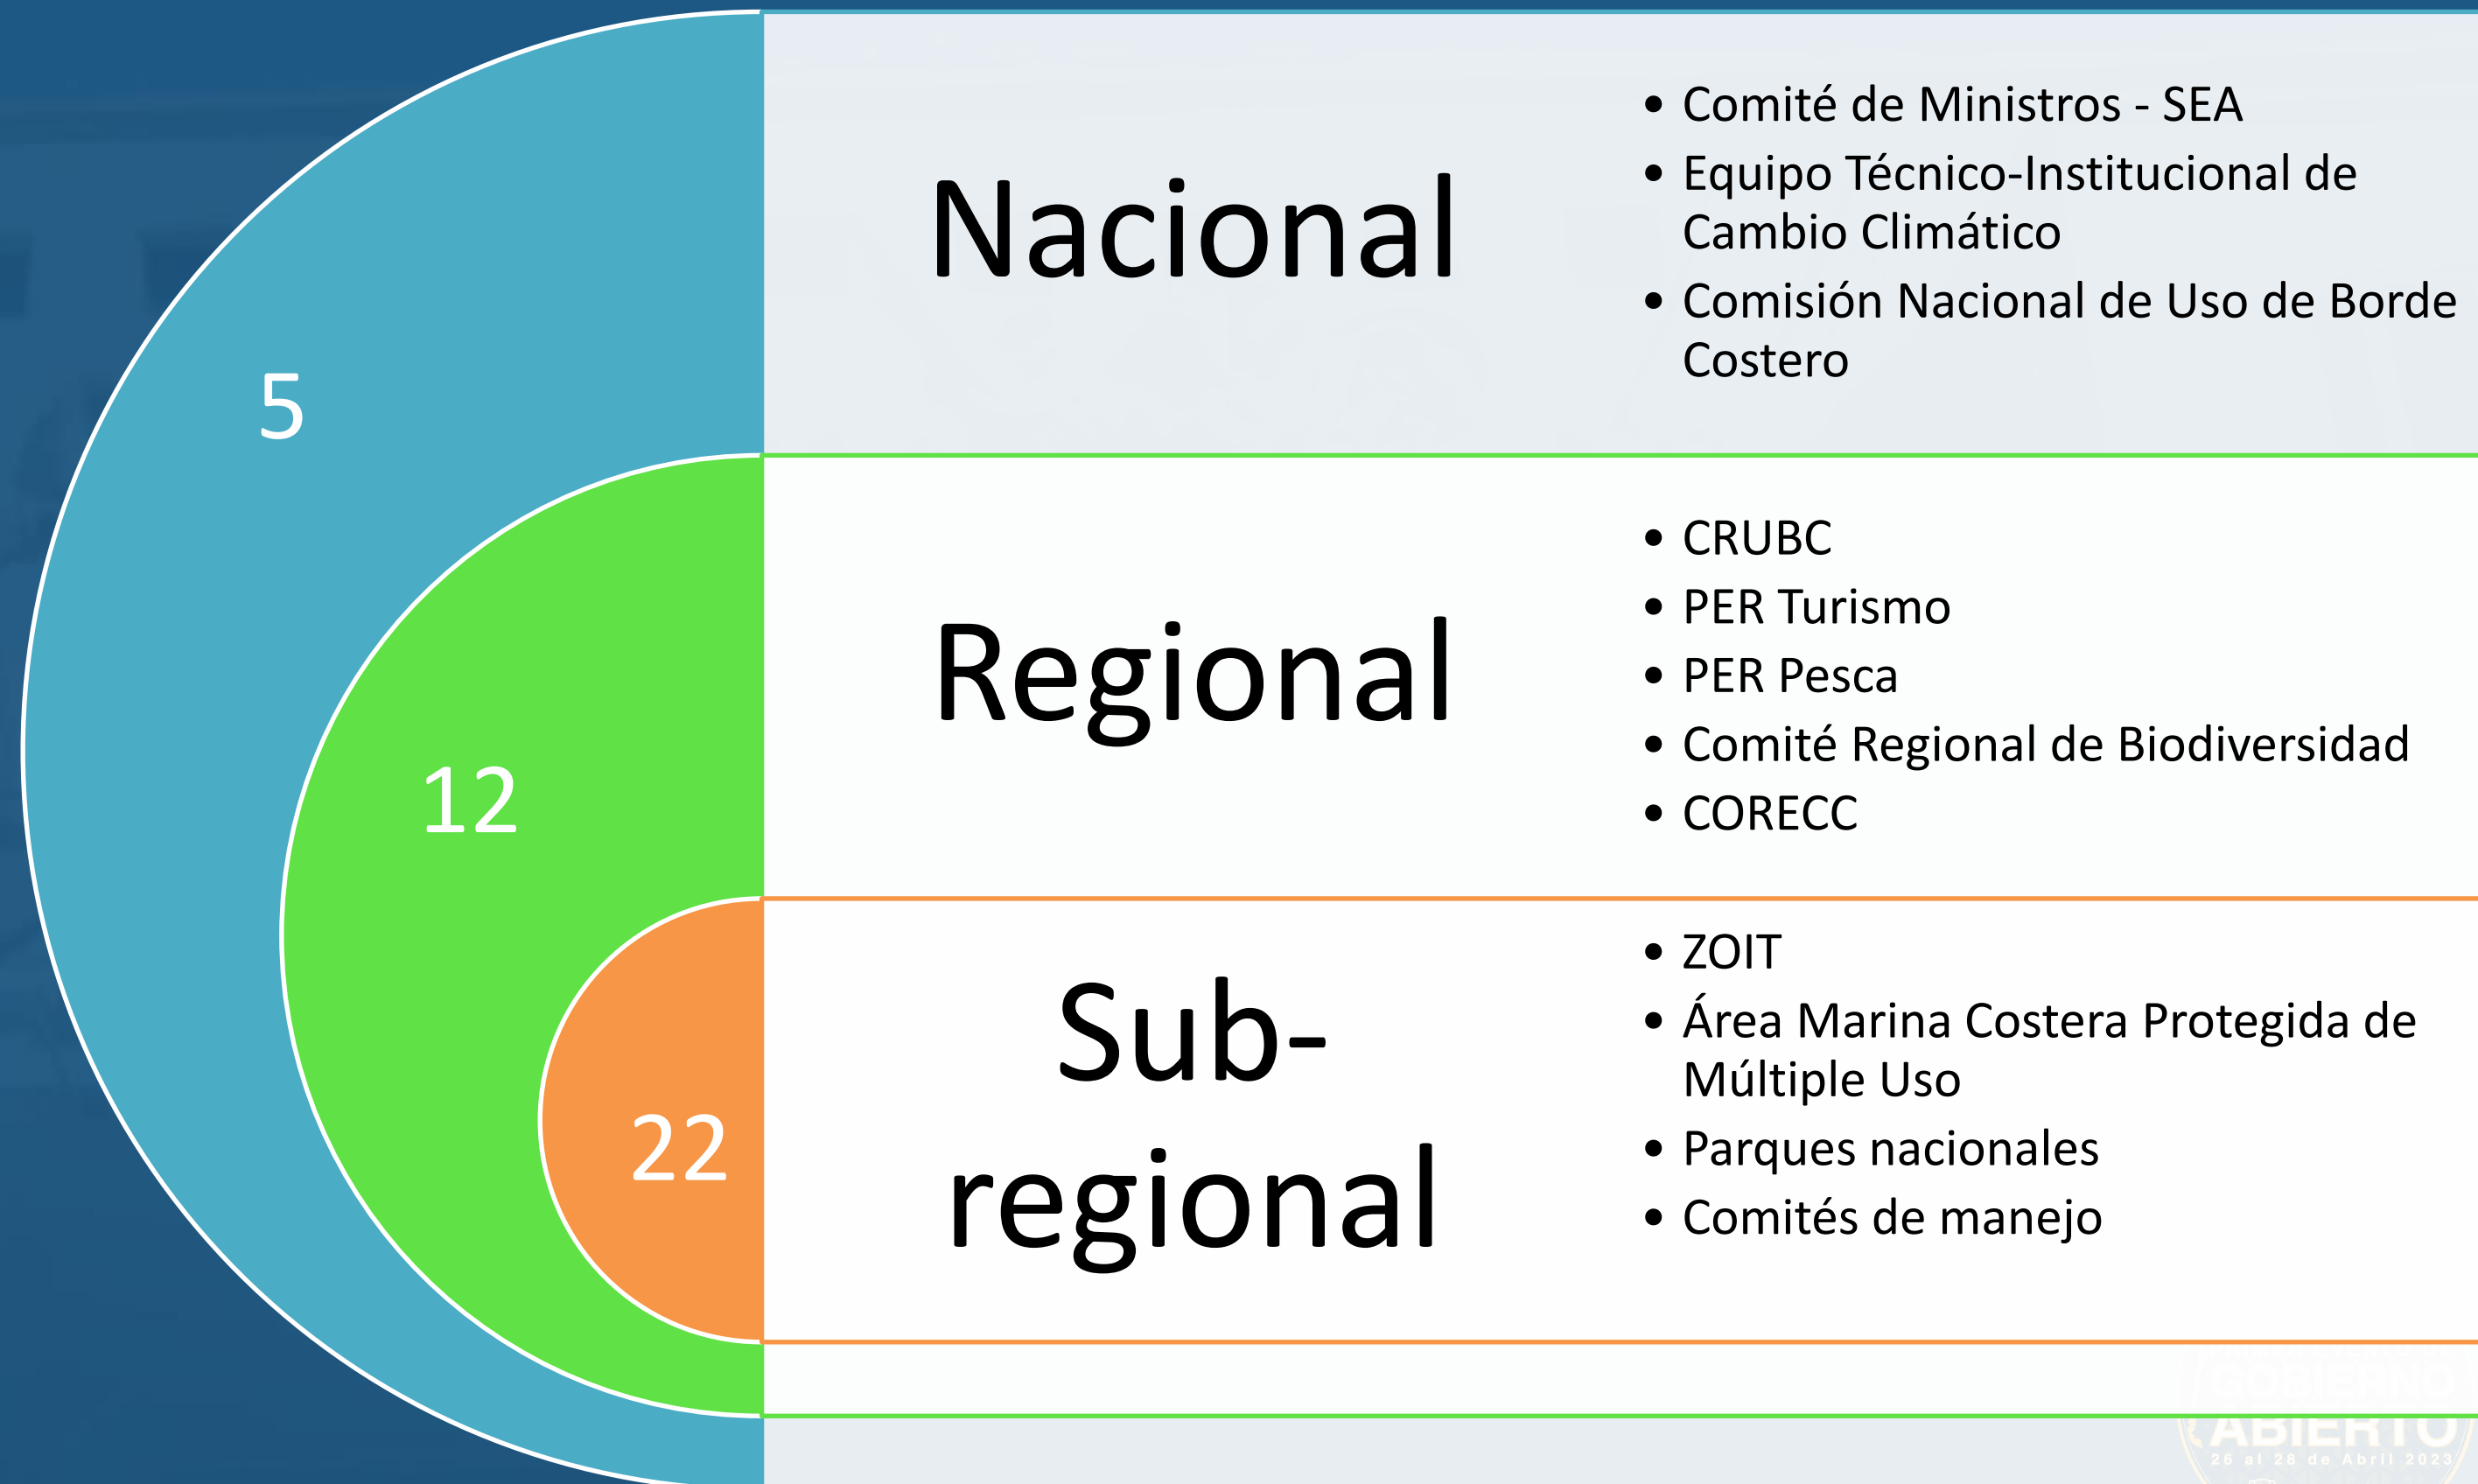 5
Nacional
• Comité de Ministros - SEA
• Equipo Técnico-Institucional de
Cambio Climático
• Comisión Nacional de Uso de Borde
Costero
12
Regional
• CRUBC
• PER Turismo
• PER Pesca
• Comité Regional de Biodiversidad
• CORECC
22
Sub-
regional
• ZOIT
• Área Marina Costera Protegida de
Múltiple Uso
• Parques nacionales
• Comités de manejo
GOBIERNO
ABIERTO
26 al 28 de Abril 2023